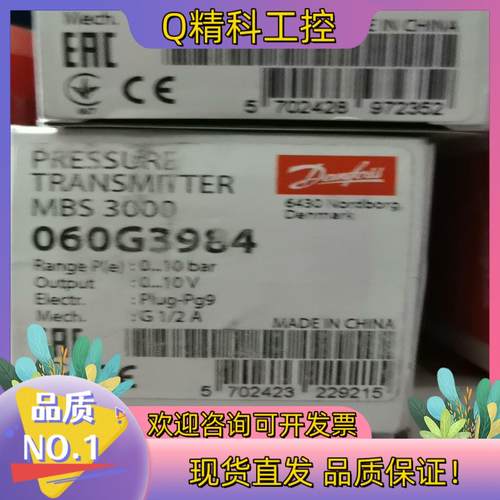 Q精科工控
Mech.
EAC
CE
5 702428 972352
PRESSURE
TRANSMITTER
MBS 3000
060G3984
Range P(e) : 0...10 bar
Output : 0...10 V
Electr. : Plug-Pg9
Mech. : G 1/2 A
Danfoss
6430 Nordborg,
Denmark
MADE IN CHINA
EAC
5 702423 229215
品质
NO.1
欢迎咨询可开发票
现货直发 品质保证!